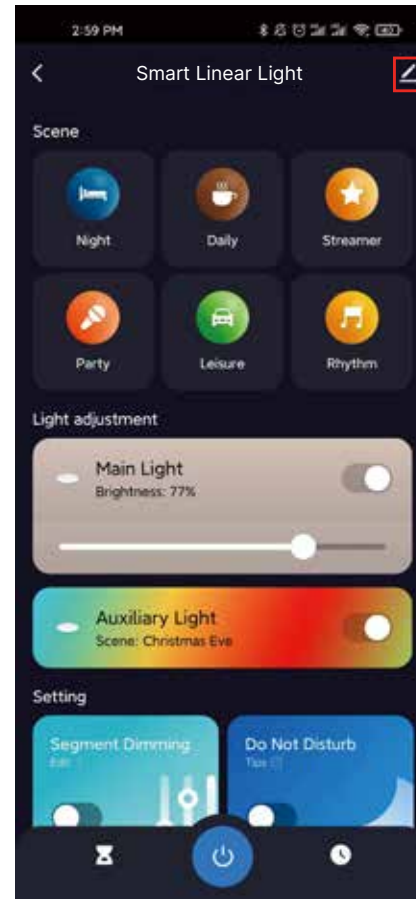 2:59 PM
Smart Linear Light
Scene
Night
Daily
Streamer
Party
Leisure
Rhythm
Light adjustment
Main Light
Brightness: 77%
Auxiliary Light
Scene: Christmas Eve
Setting
Segment Dimming
Edit
Do Not Disturb
Tips